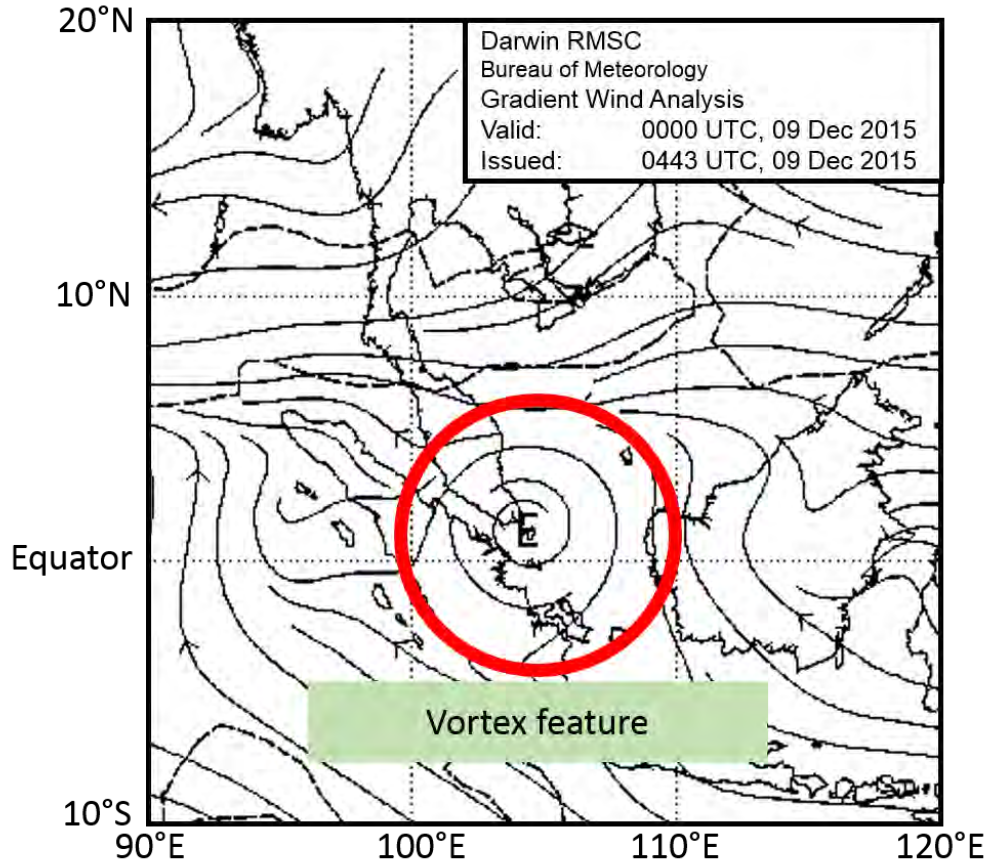 20°N
Darwin RMSC
Bureau of Meteorology
Gradient Wind Analysis
Valid: 0000 UTC, 09 Dec 2015
Issued: 0443 UTC, 09 Dec 2015
10°N
E
Equator
Vortex feature
10°S
90°E 100°E 110°E 120°E